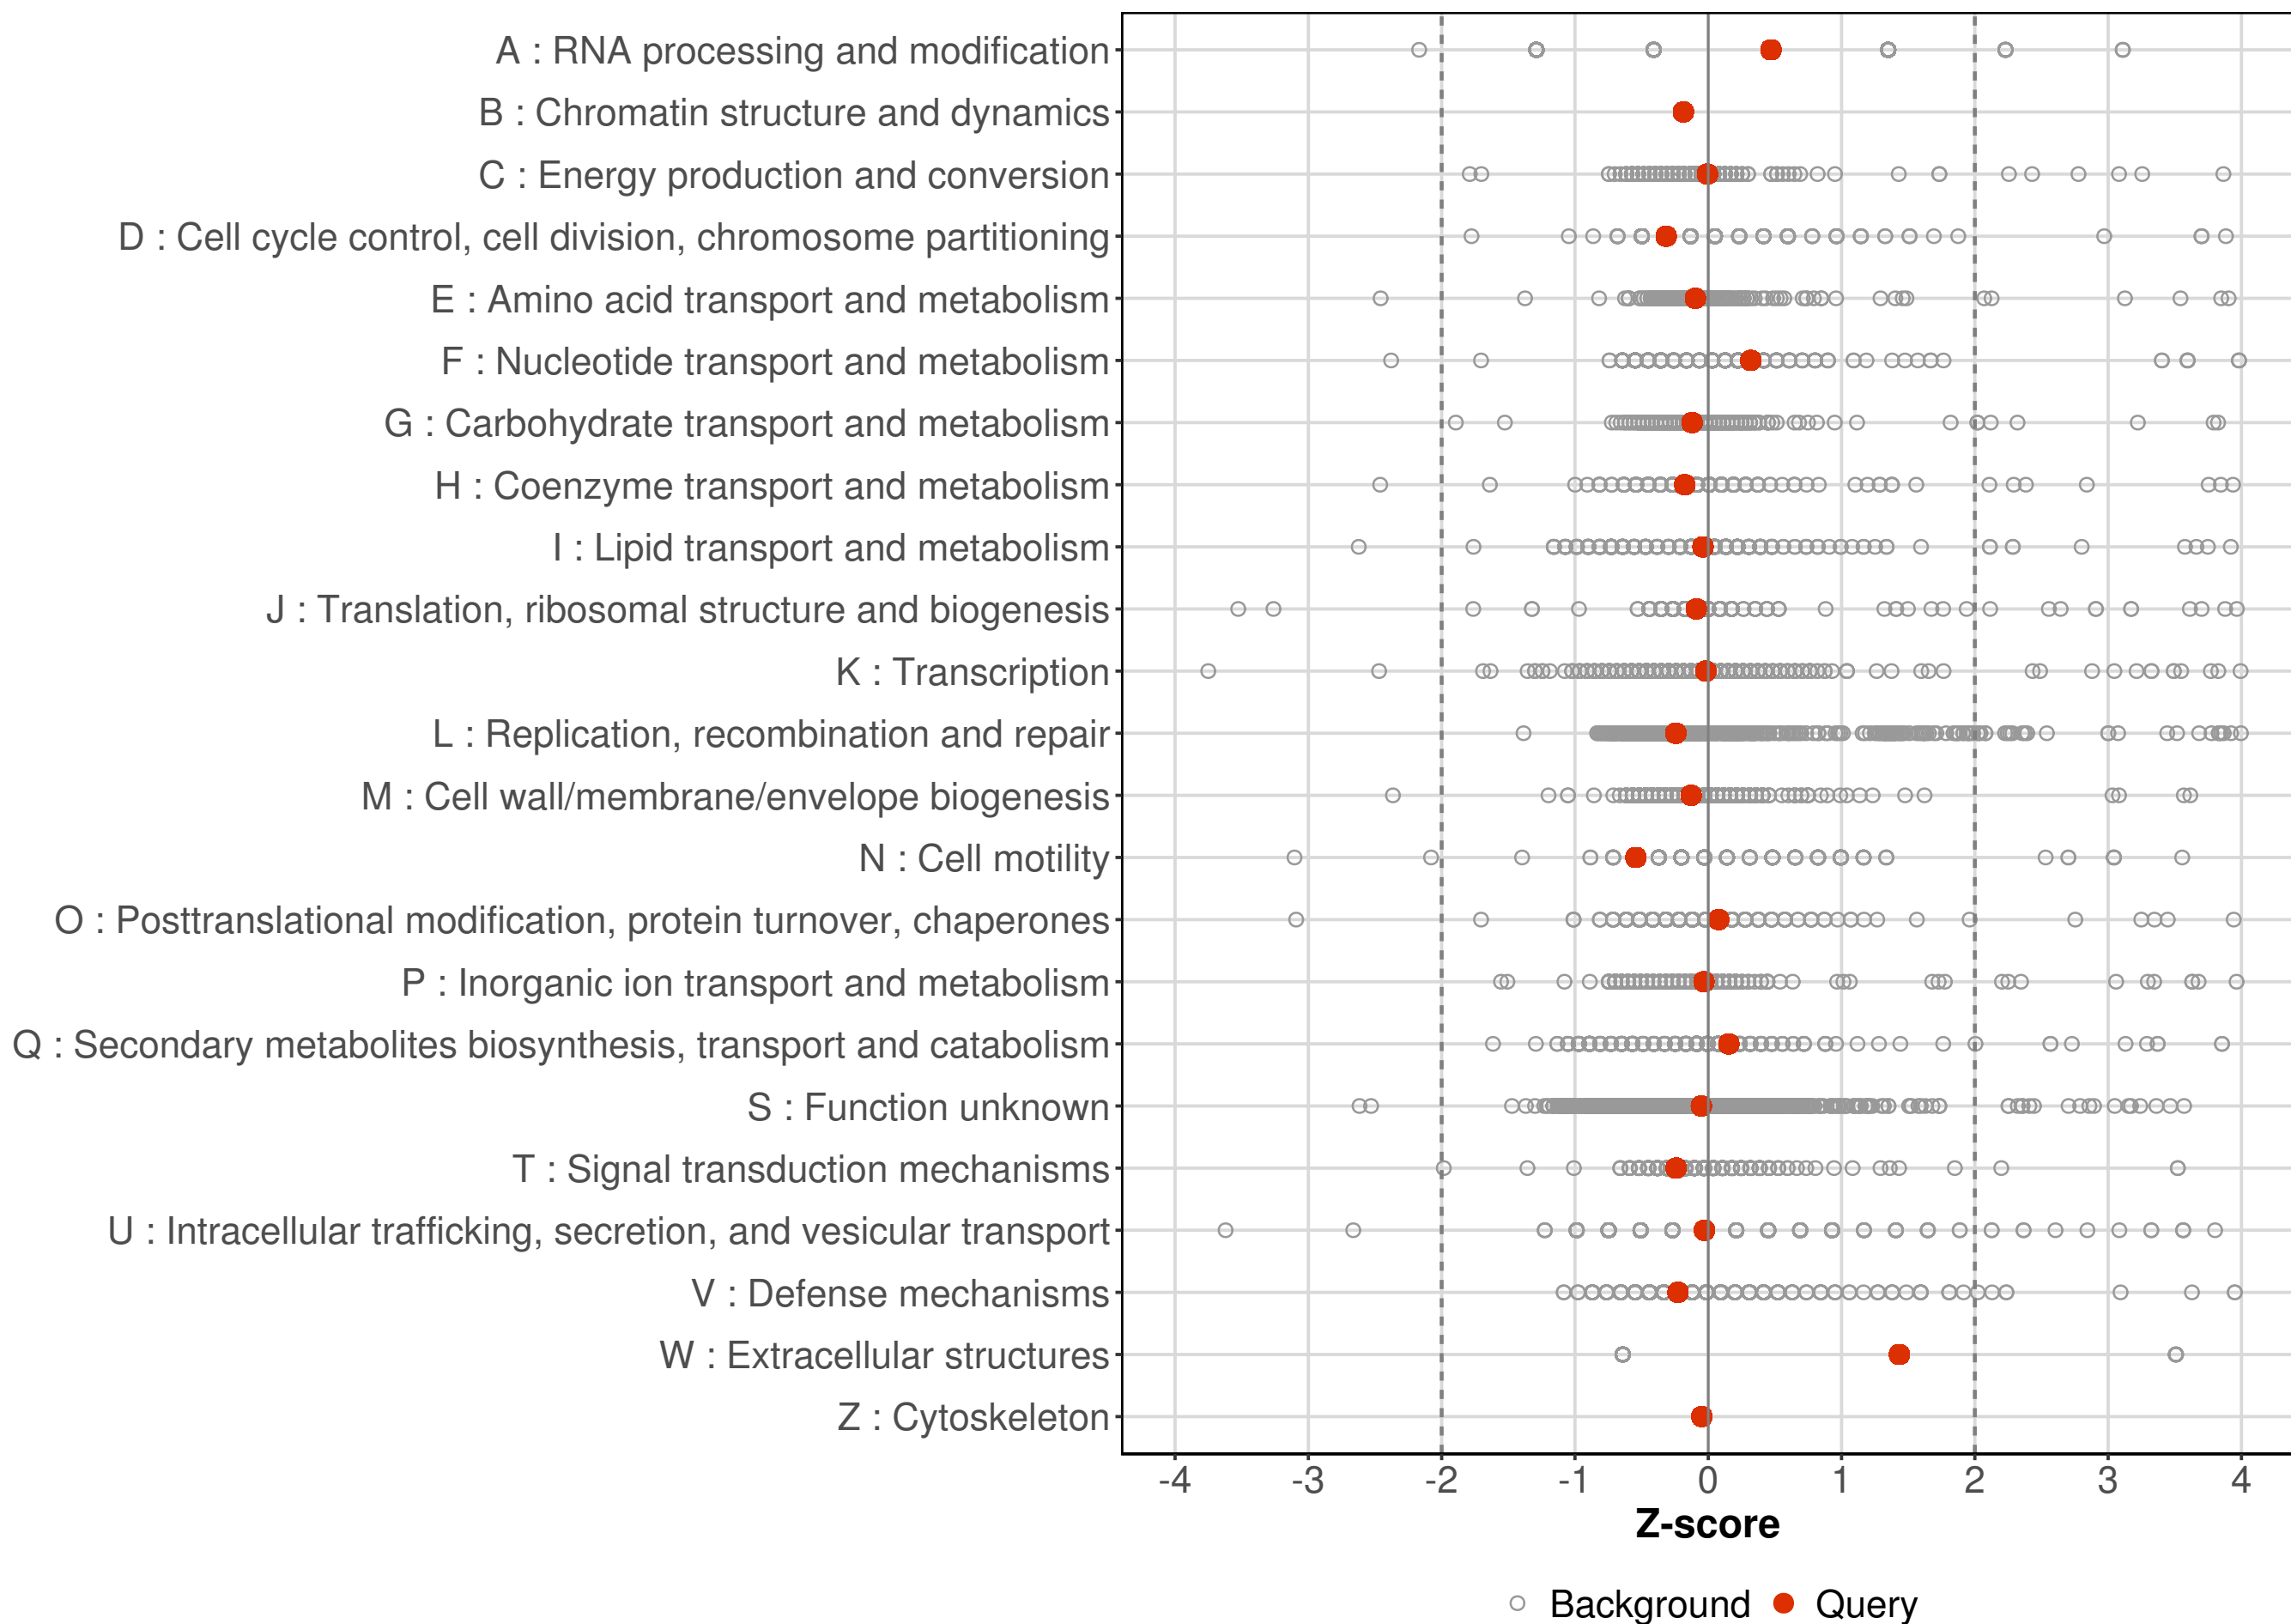 A : RNA processing and modification
B : Chromatin structure and dynamics
C : Energy production and conversion
D : Cell cycle control, cell division, chromosome partitioning
E : Amino acid transport and metabolism
F : Nucleotide transport and metabolism
G : Carbohydrate transport and metabolism
H : Coenzyme transport and metabolism
I : Lipid transport and metabolism
J : Translation, ribosomal structure and biogenesis
K : Transcription
L : Replication, recombination and repair
M : Cell wall/membrane/envelope biogenesis
N : Cell motility
O : Posttranslational modification, protein turnover, chaperones
P : Inorganic ion transport and metabolism
Q : Secondary metabolites biosynthesis, transport and catabolism
S : Function unknown
T : Signal transduction mechanisms
U : Intracellular trafficking, secretion, and vesicular transport
V : Defense mechanisms
W : Extracellular structures
Z : Cytoskeleton
-4 -3 -2 -1 0 1 2 3 4
Z-score
Background Query